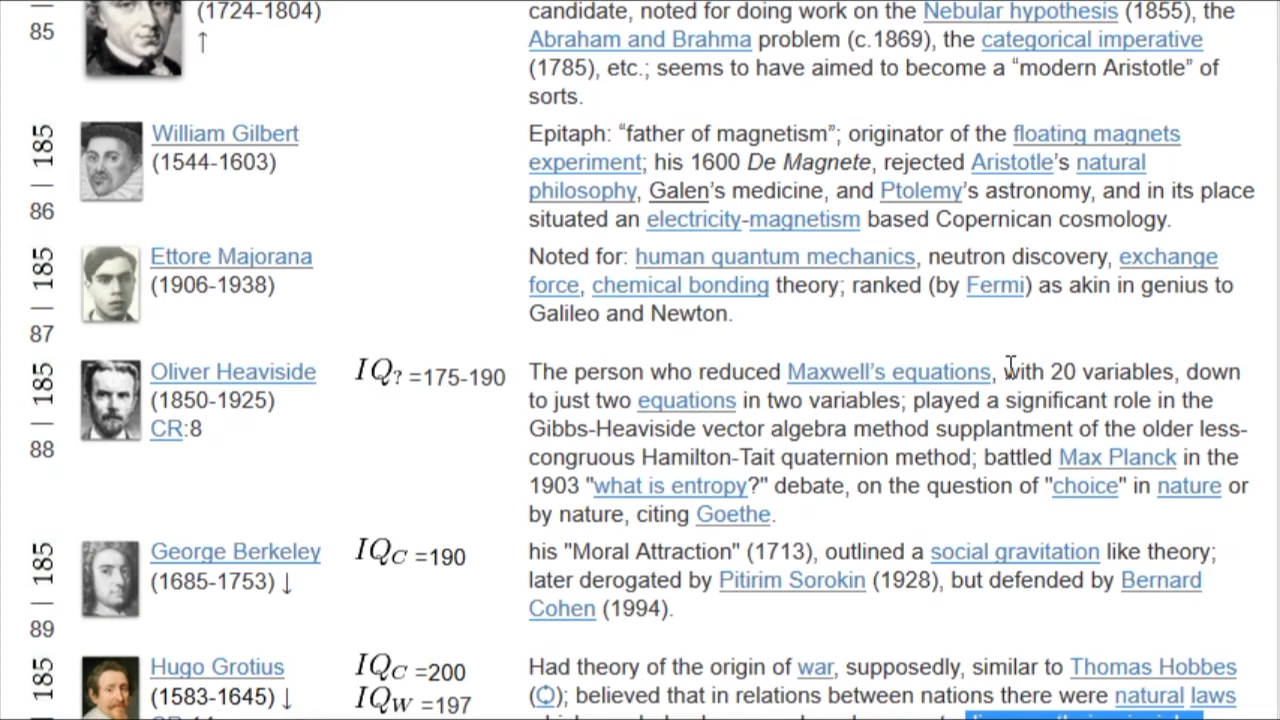 (1724-1804)
↑
85
candidate, noted for doing work on the Nebular hypothesis (1855), the
Abraham and Brahma problem (c.1869), the categorical imperative
(1785), etc.; seems to have aimed to become a “modern Aristotle” of
sorts.
185
—
86
William Gilbert
(1544-1603)
Epitaph: “father of magnetism”; originator of the floating magnets
experiment; his 1600 De Magnete, rejected Aristotle’s natural
philosophy, Galen’s medicine, and Ptolemy’s astronomy, and in its place
situated an electricity-magnetism based Copernican cosmology.
185
—
87
Ettore Majorana
(1906-1938)
Noted for: human quantum mechanics, neutron discovery, exchange
force, chemical bonding theory; ranked (by Fermi) as akin in genius to
Galileo and Newton.
185
—
88
Oliver Heaviside
(1850-1925)
CR:8
IQ? =175-190
The person who reduced Maxwell’s equations, with 20 variables, down
to just two equations in two variables; played a significant role in the
Gibbs-Heaviside vector algebra method supplantment of the older less-
congruous Hamilton-Tait quaternion method; battled Max Planck in the
1903 "what is entropy?" debate, on the question of "choice" in nature or
by nature, citing Goethe.
185
—
89
George Berkeley
(1685-1753) ↓
IQC =190
his "Moral Attraction" (1713), outlined a social gravitation like theory;
later derogated by Pitirim Sorokin (1928), but defended by Bernard
Cohen (1994).
185
Hugo Grotius
(1583-1645) ↓
IQC =200
IQW =197
Had theory of the origin of war, supposedly, similar to Thomas Hobbes
(Ϙ); believed that in relations between nations there were natural laws